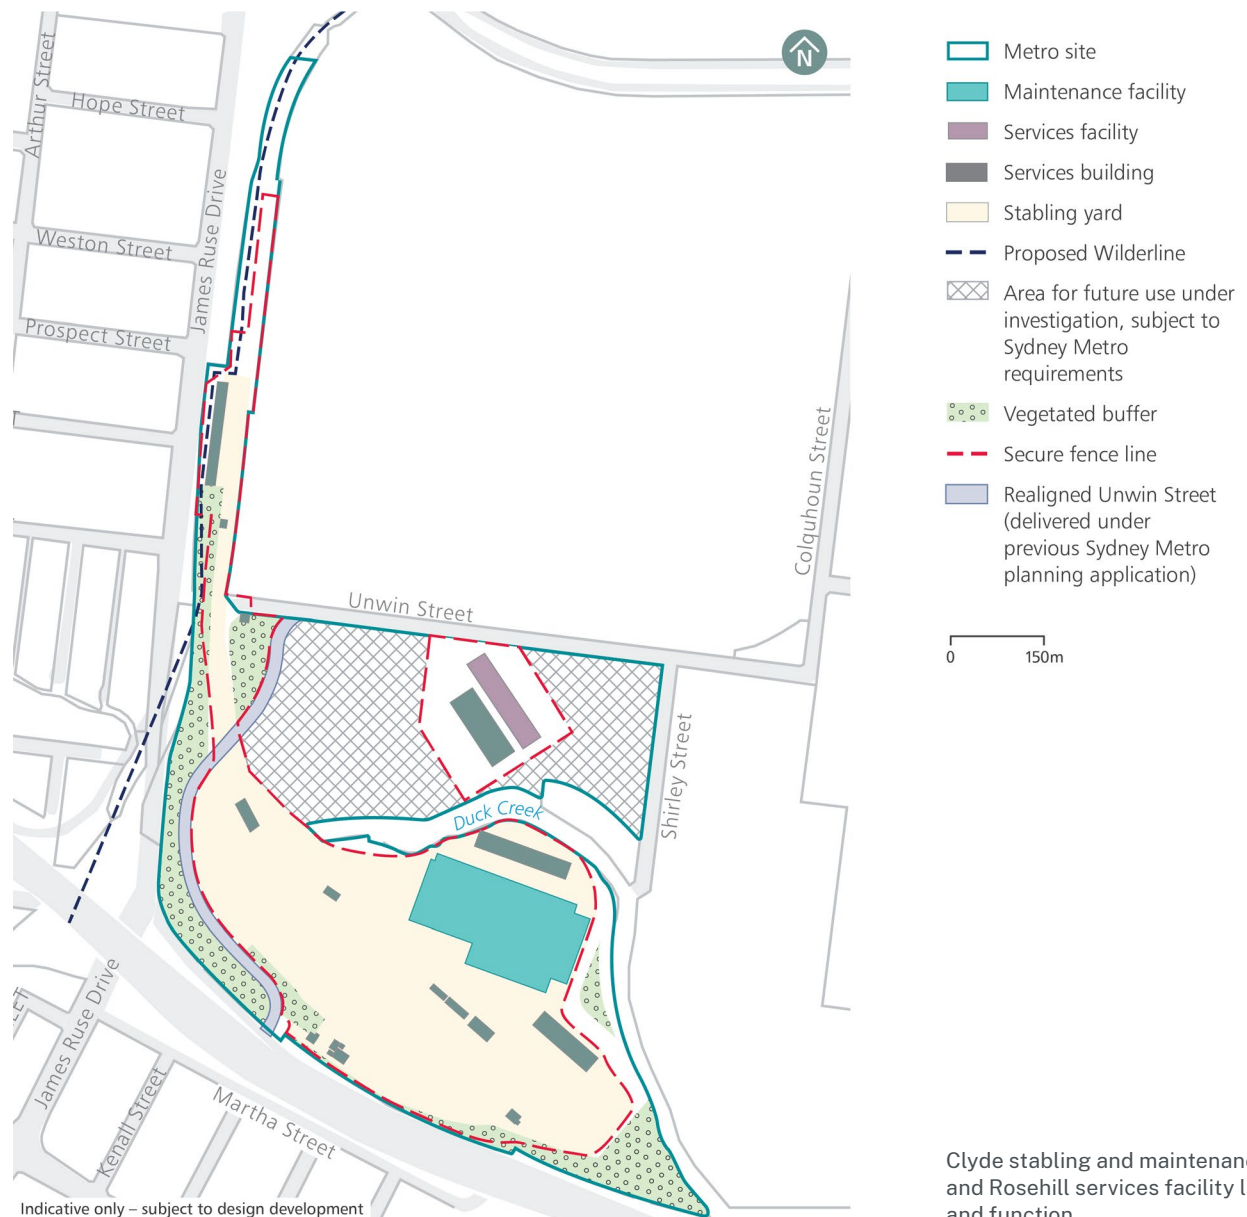 N
Arthur Street
Hope Street
James Ruse Drive
Weston Street
Prospect Street
Colquhoun Street
Unwin Street
Shirley Street
Duck Creek
James Ruse Drive
Kenall Street
Martha Street
Indicative only – subject to design development
Metro site
Maintenance facility
Services facility
Services building
Stabling yard
Proposed Wilderline
Area for future use under
investigation, subject to
Sydney Metro
requirements
Vegetated buffer
Secure fence line
Realigned Unwin Street
(delivered under
previous Sydney Metro
planning application)
0 150m
Clyde stabling and maintenanc
and Rosehill services facility l
and function